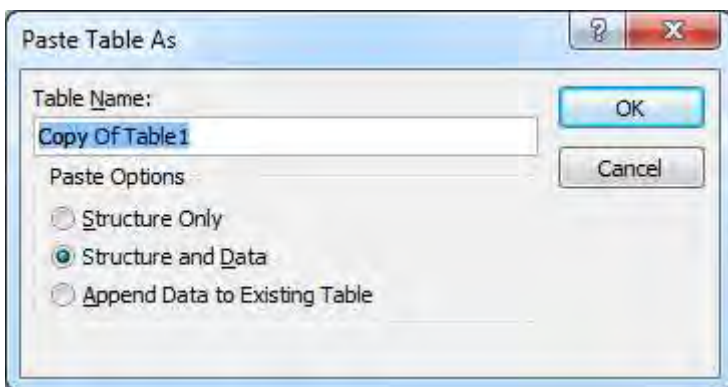 Paste Table As
?
Table Name:
OK
Copy Of Table1
Cancel
Paste Options
Structure Only
Structure and Data
Append Data to Existing Table